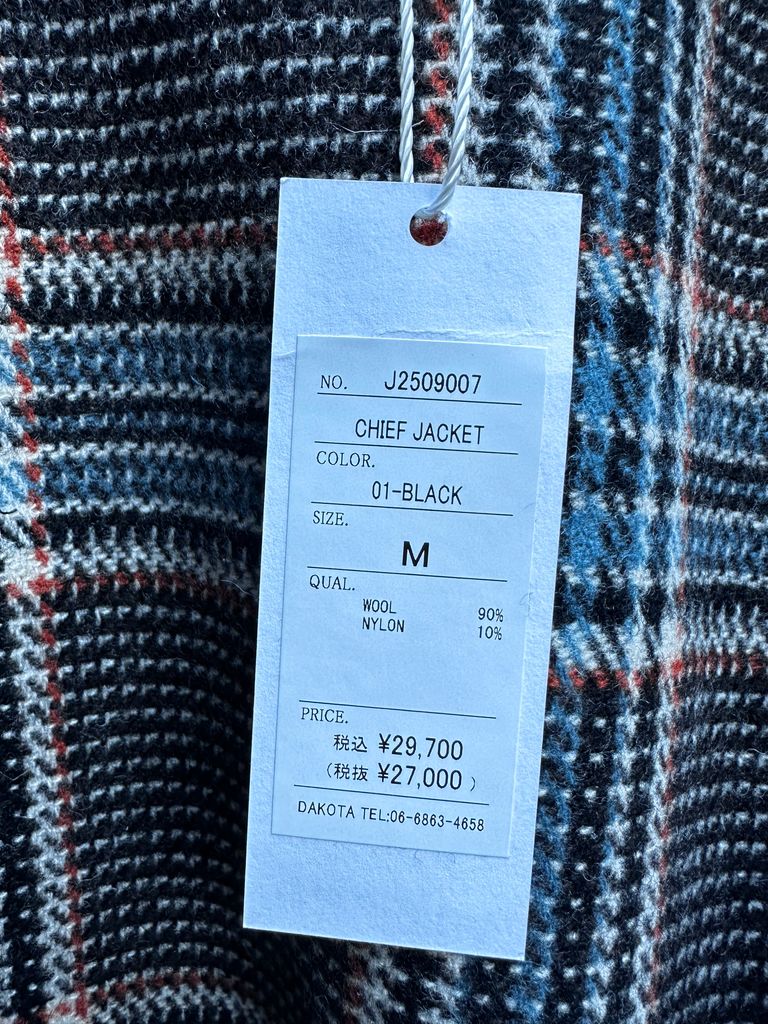 NO. J2509007
CHIEF JACKET
COLOR.
01-BLACK
SIZE.
M
QUAL.
WOOL 90%
NYLON 10%
PRICE.
税込 ¥29,700
(税抜 ¥27,000)
DAKOTA TEL:06-6863-4658